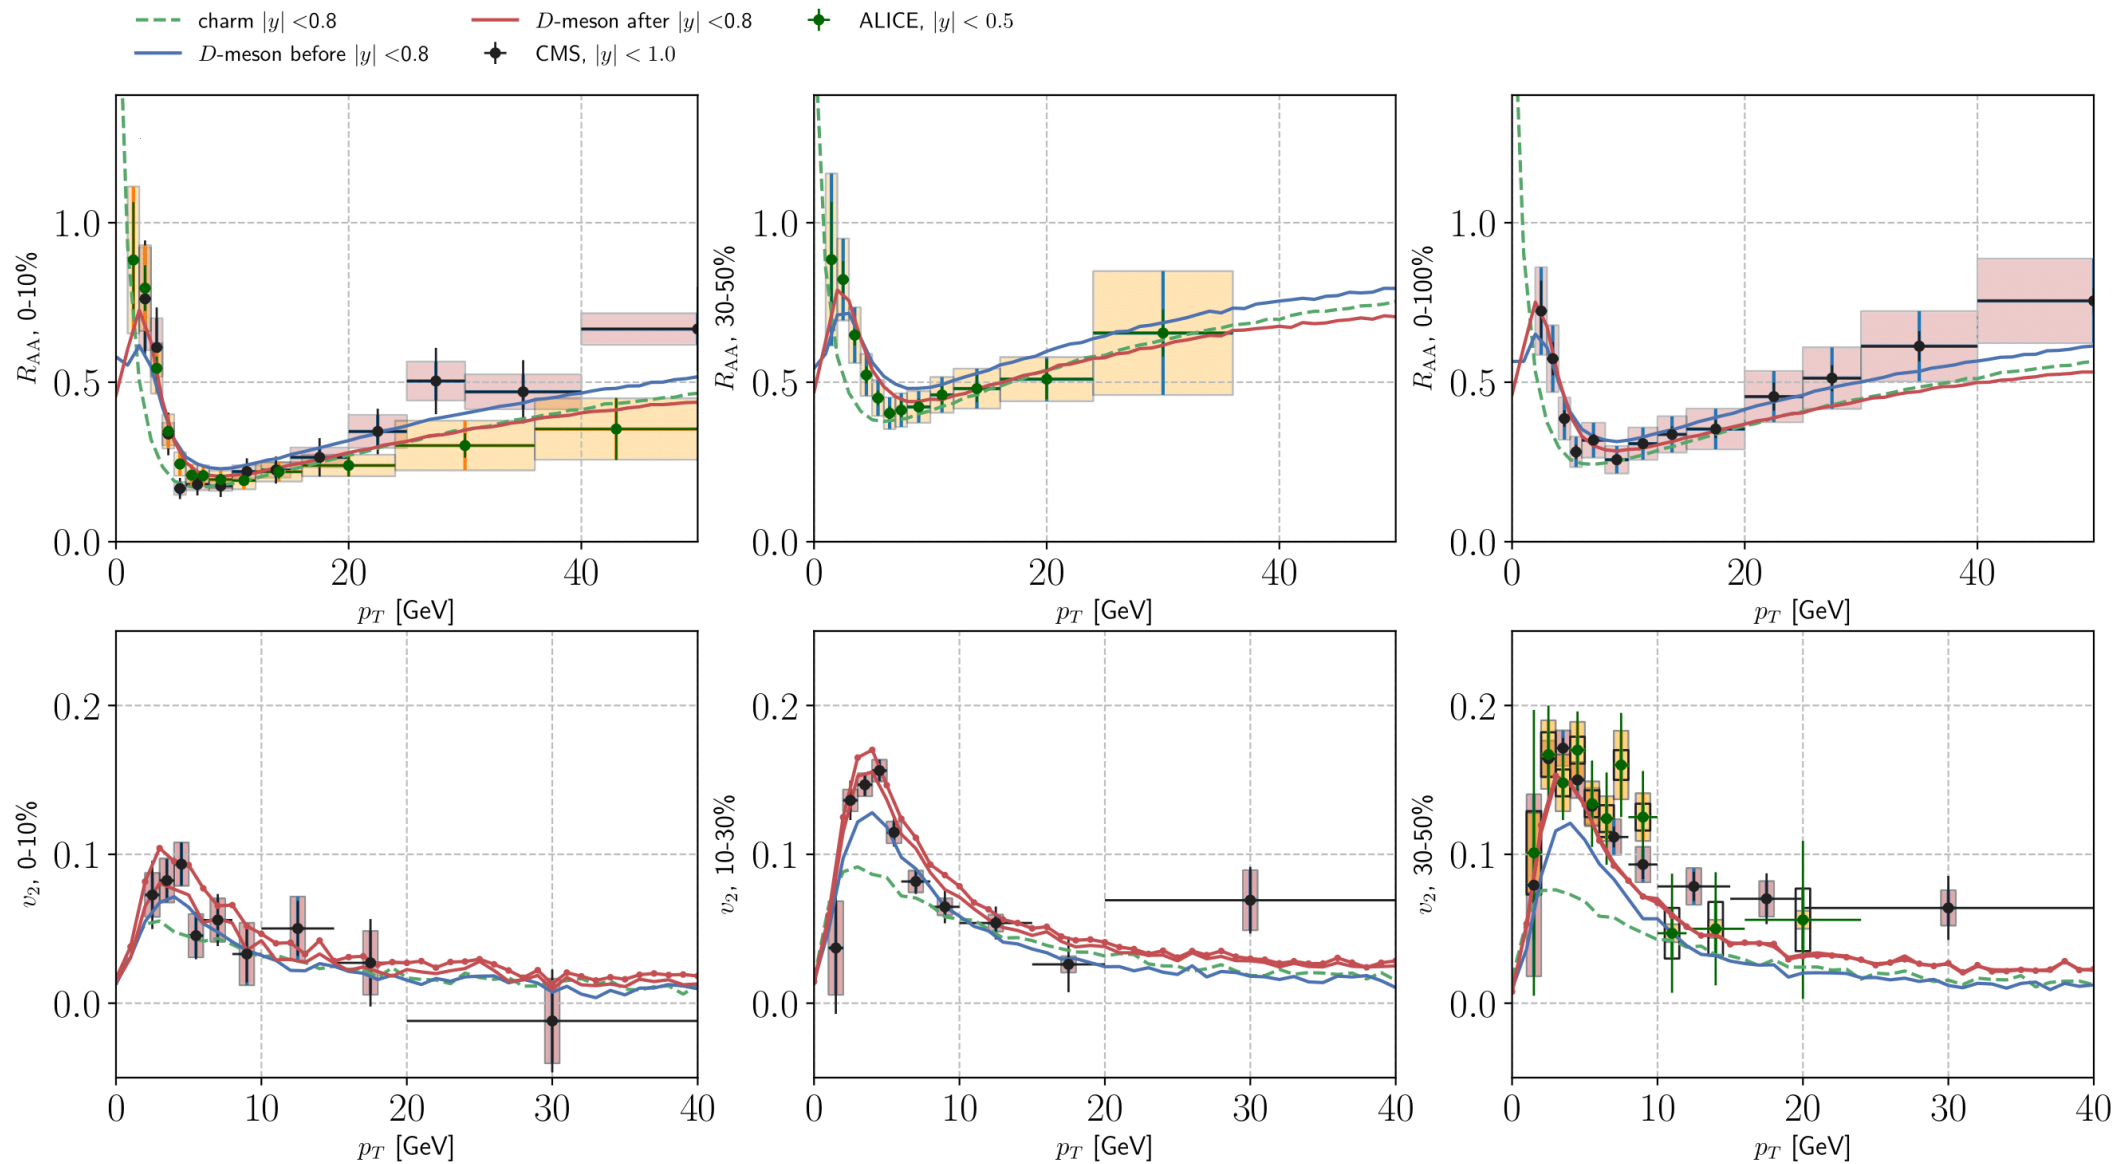 charm |y| <0.8
D-meson after |y| <0.8
ALICE, |y| < 0.5
D-meson before |y| <0.8
CMS, |y| < 1.0
R_AA, 0-10%
1.0
0.5
0.0
0 20 40
p_T [GeV]
R_AA, 30-50%
1.0
0.5
0.0
0 20 40
p_T [GeV]
R_AA, 0-100%
1.0
0.5
0.0
0 20 40
p_T [GeV]
v_2, 0-10%
0.2
0.1
0.0
0 10 20 30 40
p_T [GeV]
v_2, 10-30%
0.2
0.1
0.0
0 10 20 30 40
p_T [GeV]
v_2, 30-50%
0.2
0.1
0.0
0 10 20 30 40
p_T [GeV]